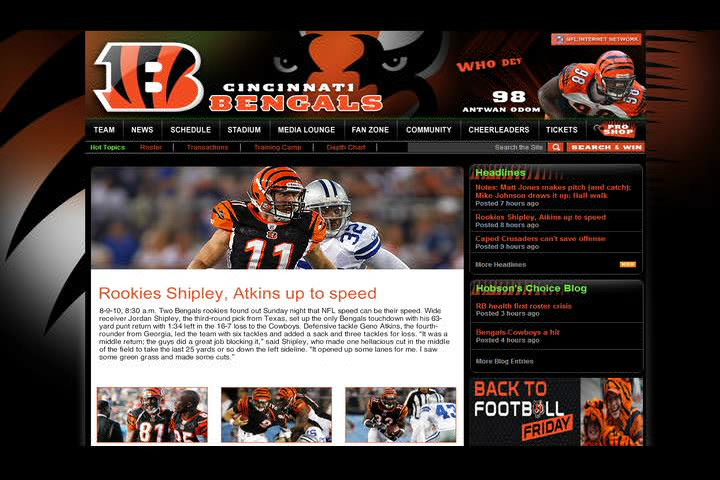 NFL INTERNET NETWORK
WHO DEY
B
CINCINNATI
BENGALS
98
ANTWAN ODOM
TEAM NEWS SCHEDULE STADIUM MEDIA LOUNGE FAN ZONE COMMUNITY CHEERLEADERS TICKETS PRO SHOP
Hot Topics Roster Transactions Training Camp Depth Chart Search the Site SEARCH & WIN
11
32
Rookies Shipley, Atkins up to speed
8-9-10, 8:30 a.m. Two Bengals rookies found out Sunday night that NFL speed can be their speed. Wide
receiver Jordan Shipley, the third-round pick from Texas, set up the only Bengals touchdown with his 63-
yard punt return with 1:34 left in the 16-7 loss to the Cowboys. Defensive tackle Geno Atkins, the fourth-
rounder from Georgia, led the team with six tackles and added a sack and three tackles for loss. "It was a
middle return; the guys did a great job blocking it," said Shipley, who made one hellacious cut in the middle
of the field to take the last 25 yards or so down the left sideline. "It opened up some lanes for me. I saw
some green grass and made some cuts."
81
Headlines
Notes: Matt Jones makes pitch (and catch);
Mike Johnson draws it up; Hall walk
Posted 7 hours ago
Rookies Shipley, Atkins up to speed
Posted 8 hours ago
Caped Crusaders can't save offense
Posted 9 hours ago
More Headlines
Hobson's Choice Blog
RB health first roster crisis
Posted 3 hours ago
Bengals-Cowboys a hit
Posted 4 hours ago
More Blog Entries
BACK TO
FOOTBALL
FRIDAY